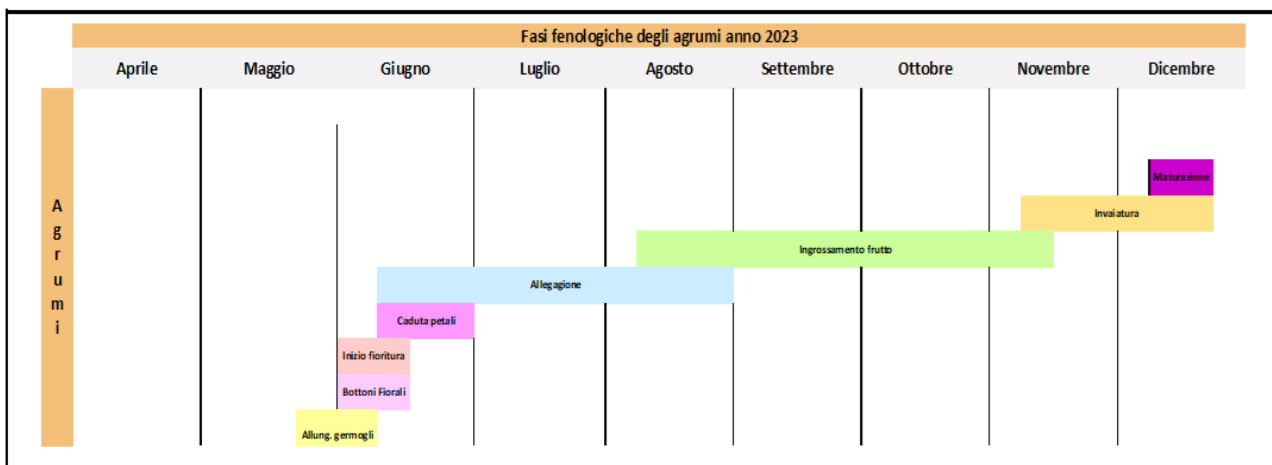 Fasi fenologiche degli agrumi anno 2023
Aprile Maggio Giugno Luglio Agosto Settembre Ottobre Novembre Dicembre
Agrumi
Maturazione
Invaiatura
Ingrossamento frutto
Allegagione
Caduta petali
Inizio fioritura
Bottoni Fiorali
Allung. germogli